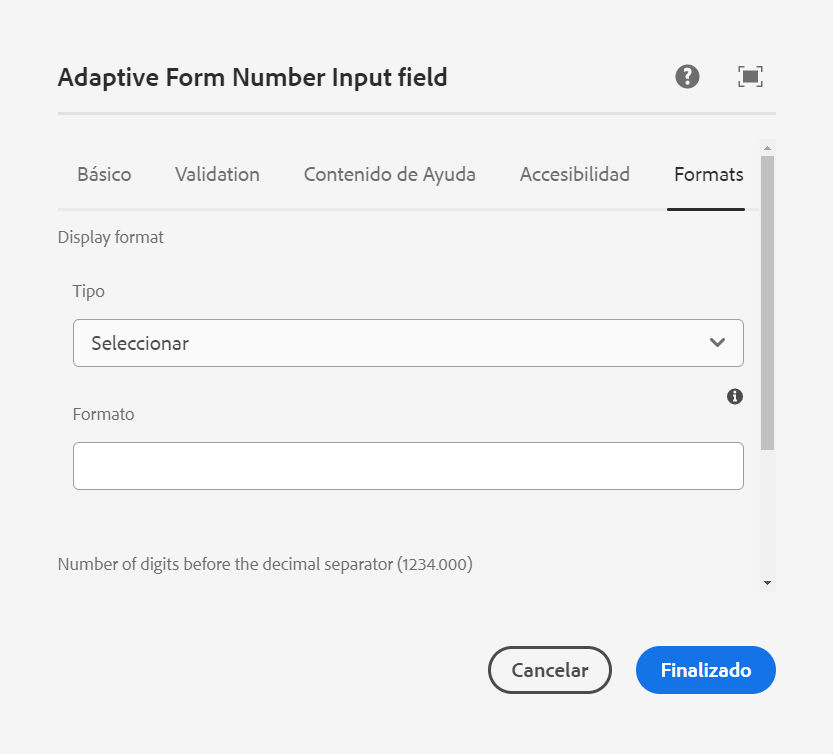 Adaptive Form Number Input field
Básico Validation Contenido de Ayuda Accesibilidad Formats
Display format
Tipo
Seleccionar
Formato
Number of digits before the decimal separator (1234.000)
Cancelar Finalizado